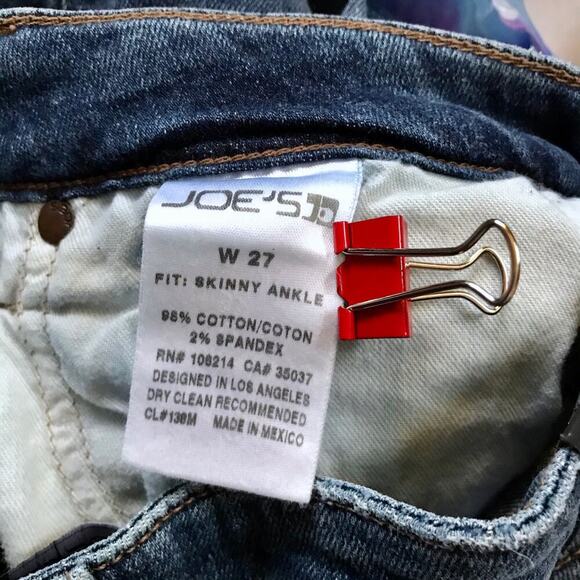 JOE'S
W 27
FIT: SKINNY ANKLE
98% COTTON/COTON
2% SPANDEX
RN# 106214 CA# 35037
DESIGNED IN LOS ANGELES
DRY CLEAN RECOMMENDED
CL#138M MADE IN MEXICO